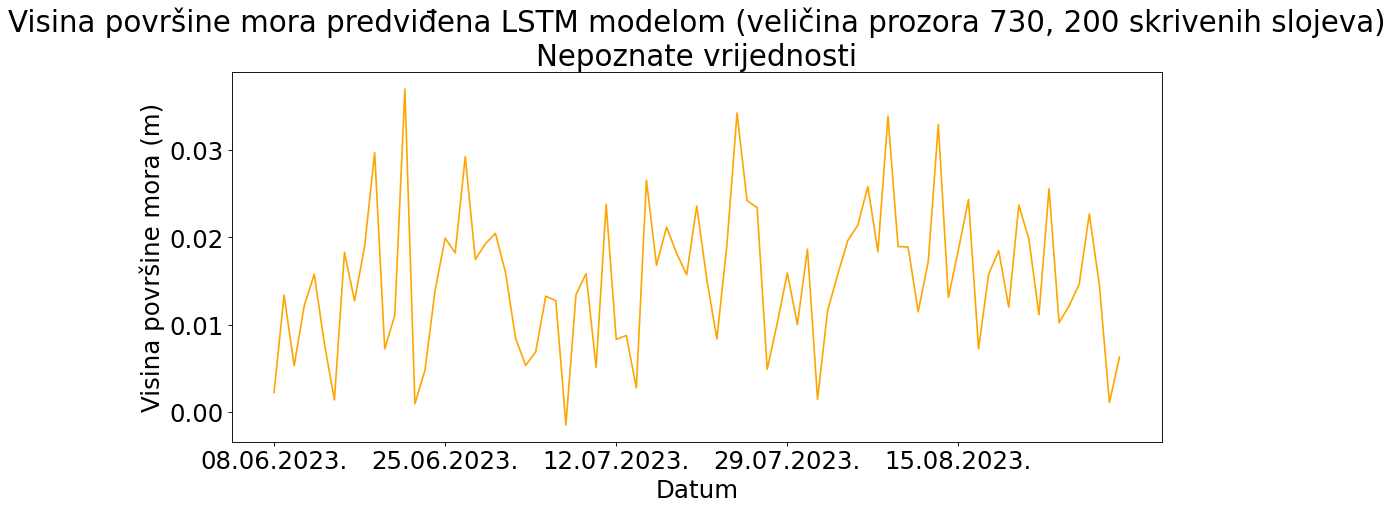 Visina površine mora predviđena LSTM modelom (veličina prozora 730, 200 skrivenih slojeva)
Nepoznate vrijednosti
Visina površine mora (m)
0.03
0.02
0.01
0.00
08.06.2023.
25.06.2023.
12.07.2023.
29.07.2023.
15.08.2023.
Datum